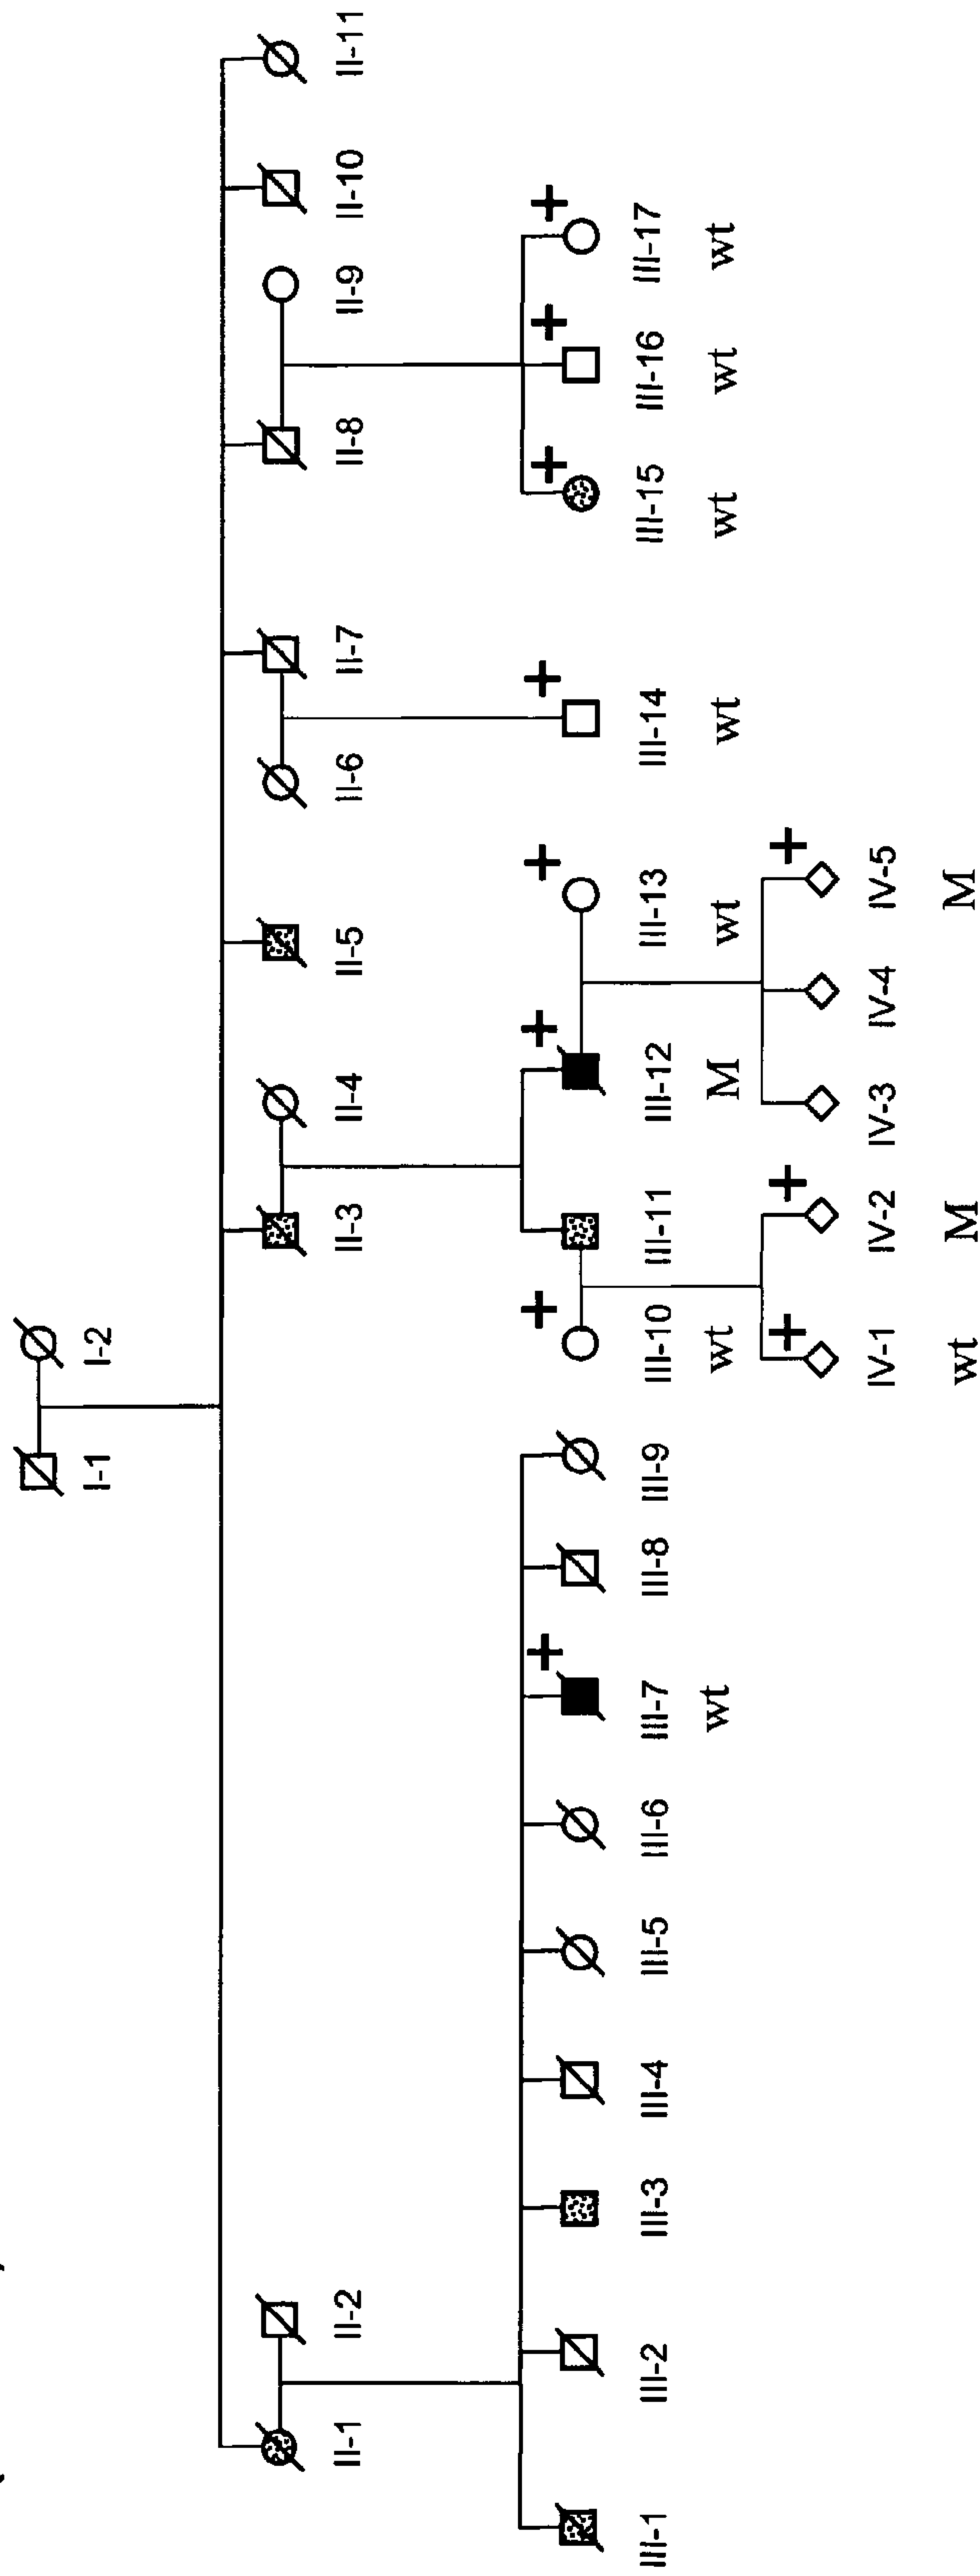 I-1 I-2
II-1 II-2 II-3 II-4 II-5 II-6 II-7 II-8 II-9 II-10 II-11
III-1 III-2 III-3 III-4 III-5 III-6 III-7 III-8 III-9 III-10 III-11 III-12 III-13 III-14 III-15 III-16 III-17
wt wt M wt wt wt wt wt
IV-1 IV-2 IV-3 IV-4 IV-5
wt M M